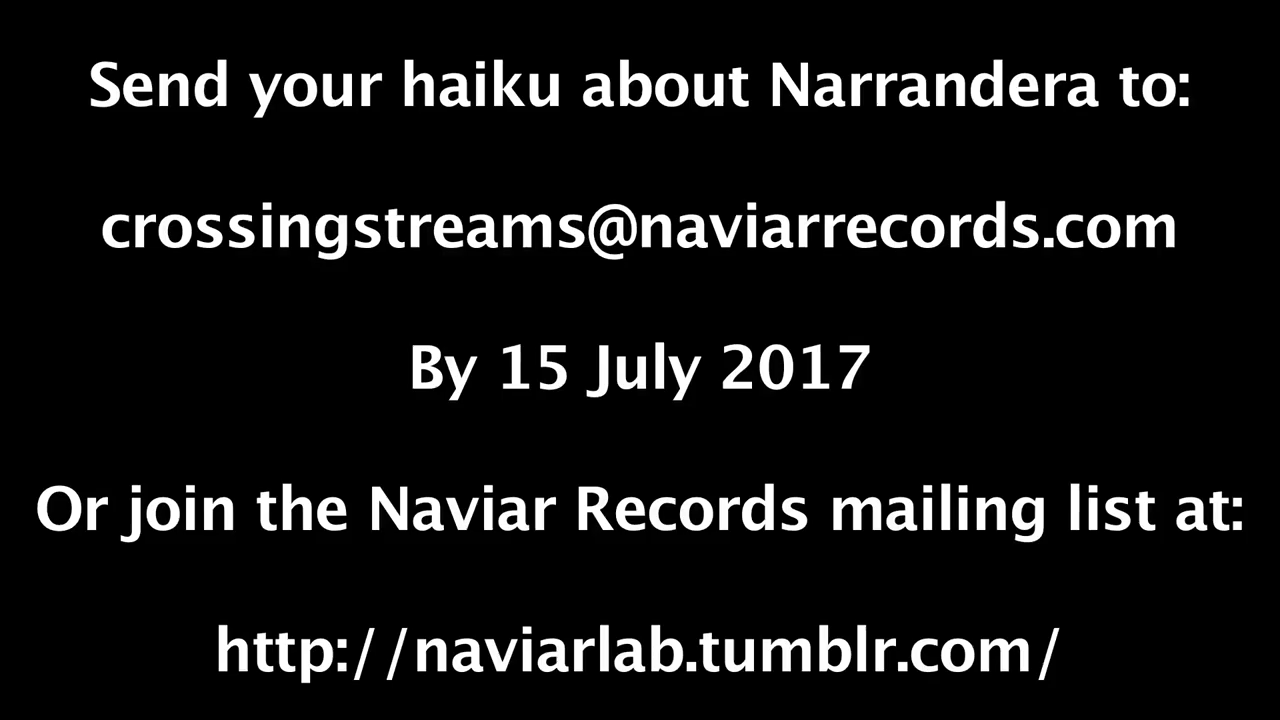 Send your haiku about Narrandera to:
crossingstreams@naviarrecords.com
By 15 July 2017
Or join the Naviar Records mailing list at:
http://naviarlab.tumblr.com/